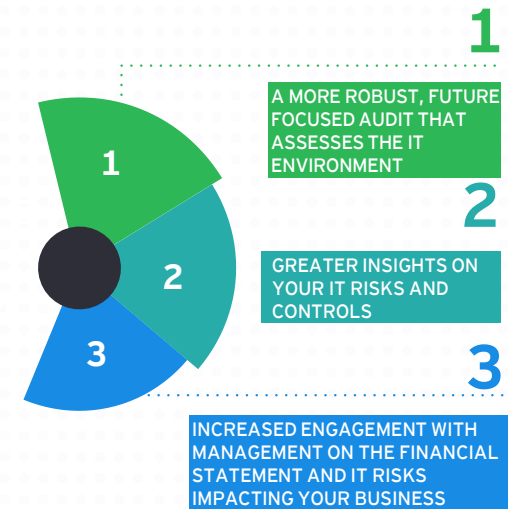 1
A MORE ROBUST, FUTURE
FOCUSED AUDIT THAT
ASSESSES THE IT
ENVIRONMENT
1
2
2
GREATER INSIGHTS ON
YOUR IT RISKS AND
CONTROLS
3
3
INCREASED ENGAGEMENT WITH
MANAGEMENT ON THE FINANCIAL
STATEMENT AND IT RISKS
IMPACTING YOUR BUSINESS